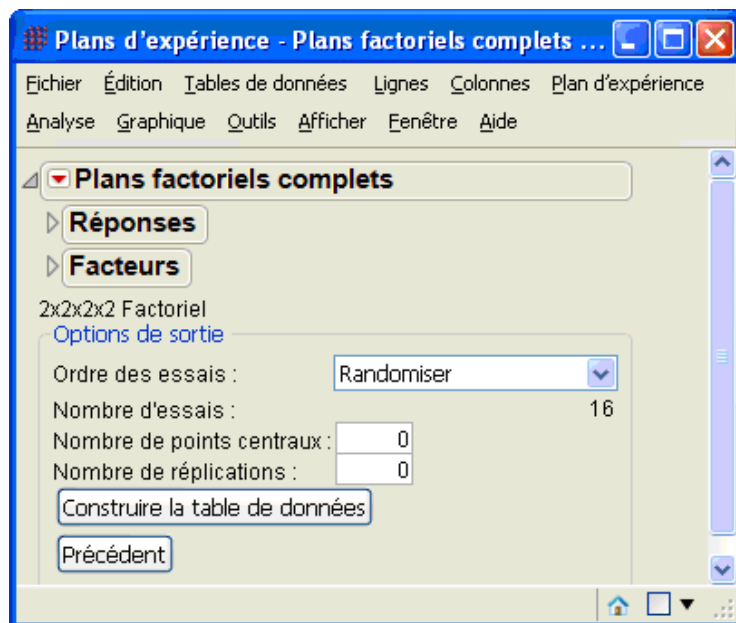 Plans d'expérience - Plans factoriels complets ...
Fichier Édition Tables de données Lignes Colonnes Plan d'expérience
Analyse Graphique Outils Afficher Fenêtre Aide
Plans factoriels complets
Réponses
Facteurs
2x2x2x2 Factoriel
Options de sortie
Ordre des essais : Randomiser
Nombre d'essais : 16
Nombre de points centraux : 0
Nombre de réplications : 0
Construire la table de données
Précédent